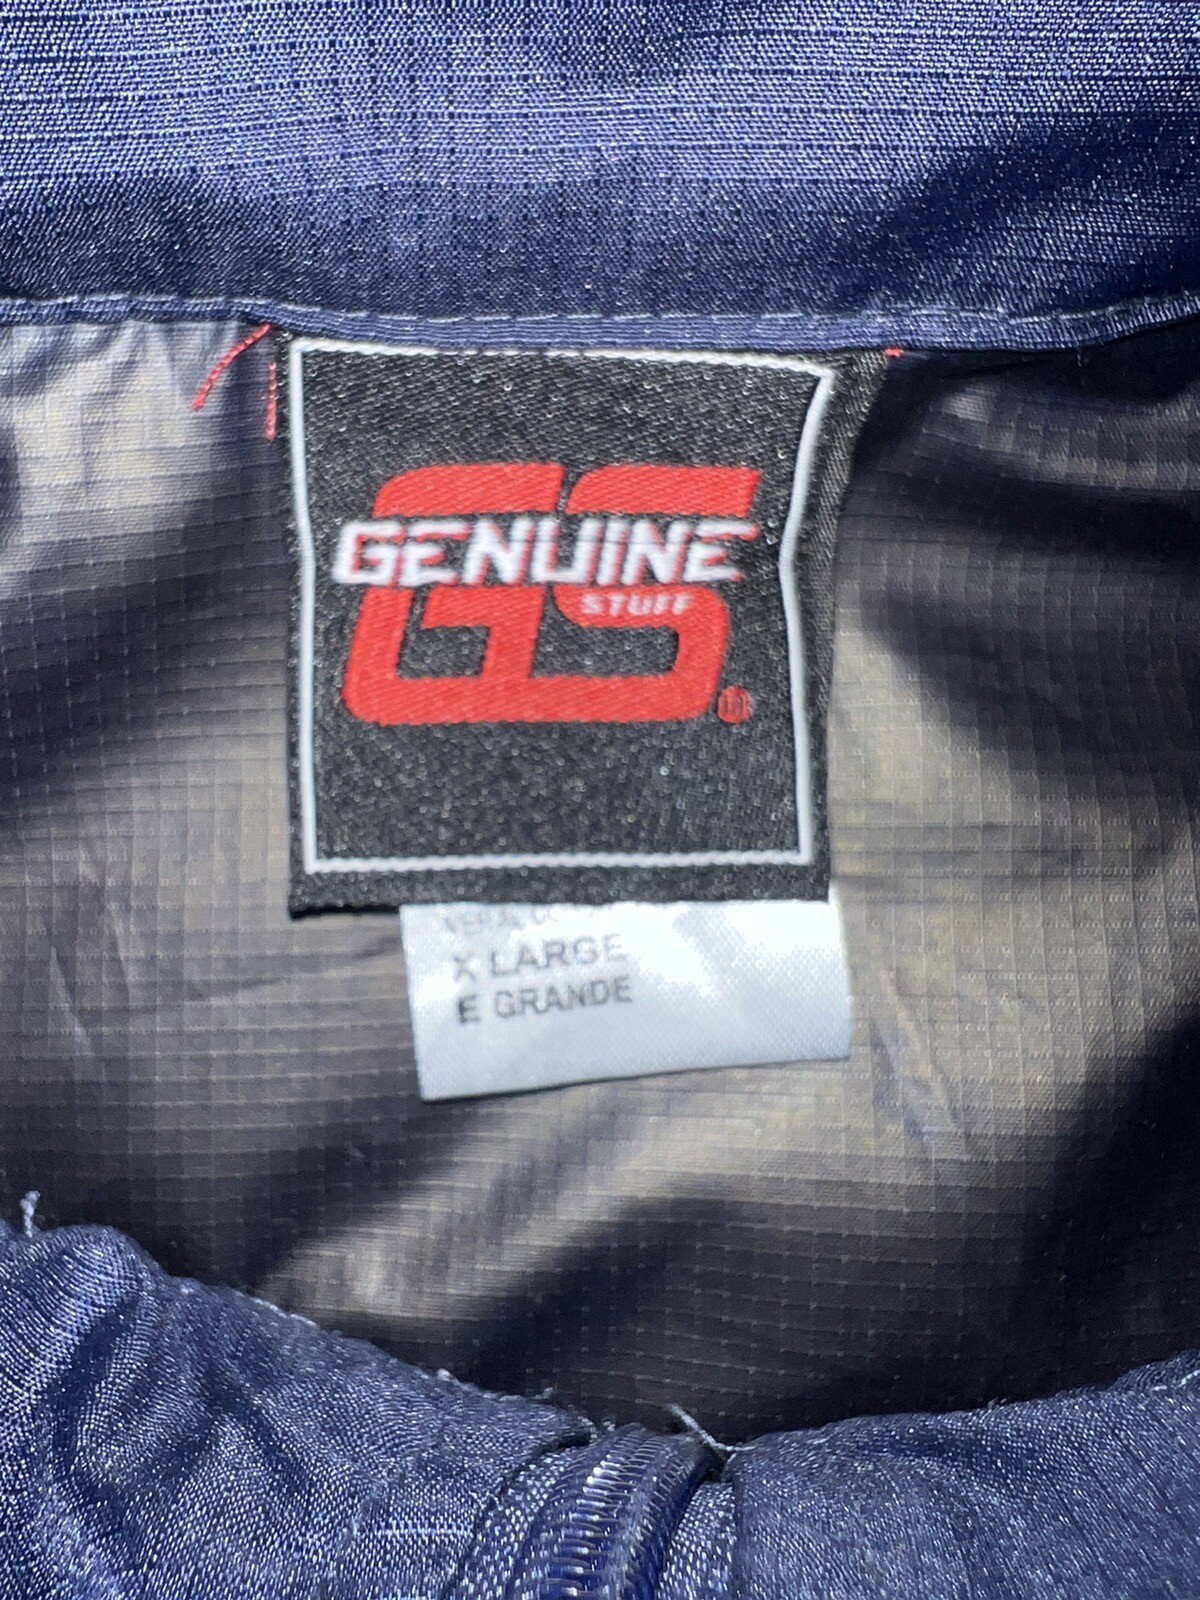 GS
GENUINE
STUFF
X LARGE
E GRANDE